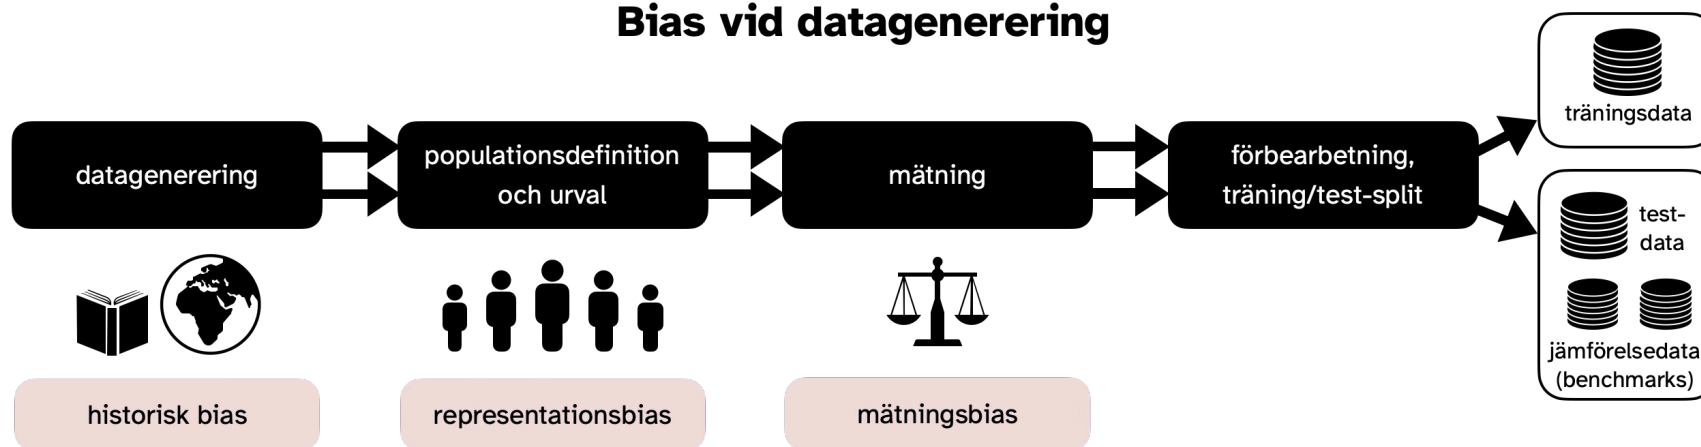 Bias vid datagenerering
datagenerering
populationsdefinition
och urval
mätning
förbearbetning,
träning/test-split
träningsdata
test-
data
jämförelsedata
(benchmarks)
historisk bias
representationsbias
mätningsbias